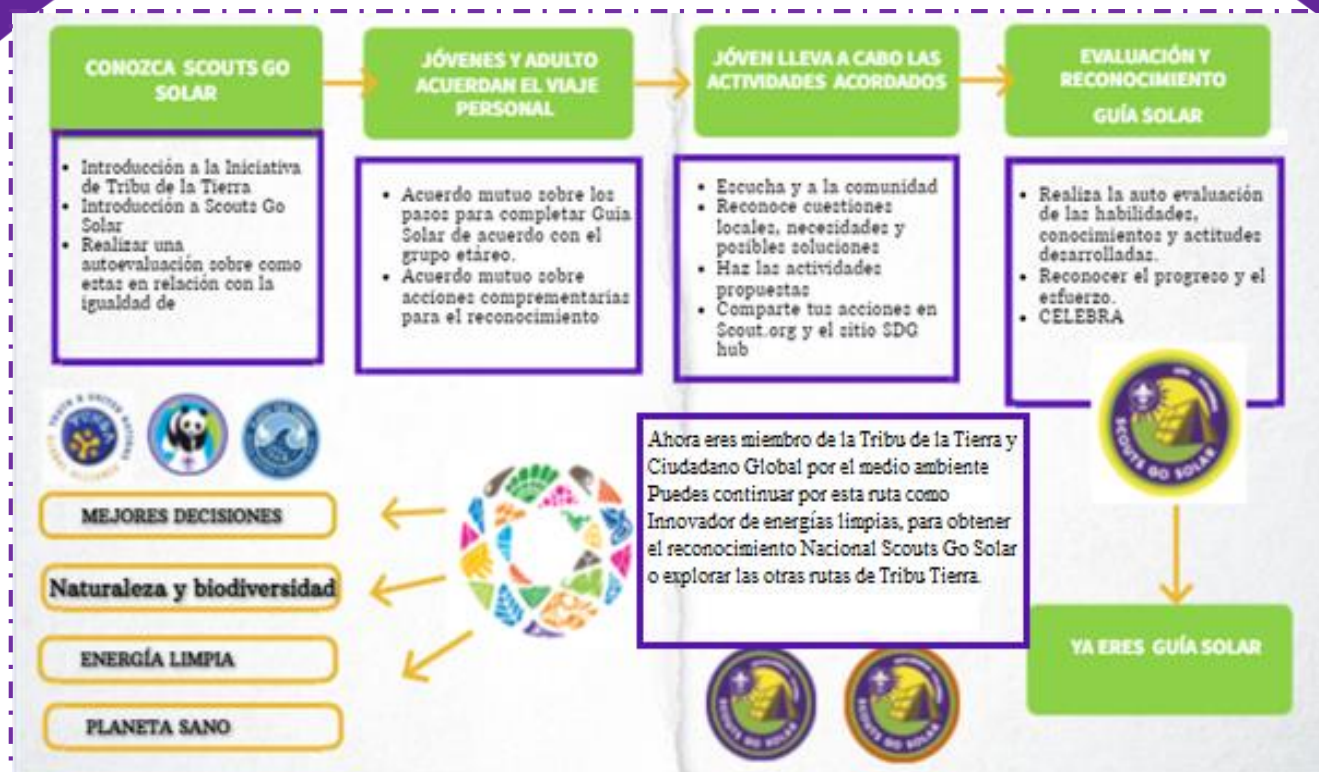 CONOZCA SCOUTS GO
SOLAR
• Introducción a la Iniciativa
de Tribu de la Tierra
• Introducción a Scouts Go
Solar
• Realizar una
autoevaluación sobre como
estas en relación con la
igualdad de
JÓVENES Y ADULTO
ACUERDAN EL VIAJE
PERSONAL
• Acuerdo mutuo sobre los
pasos para completar Guía
Solar de acuerdo con el
grupo etáreo.
• Acuerdo mutuo sobre
acciones comprementarias
para el reconocimiento
JÓVEN LLEVA A CABO LAS
ACTIVIDADES ACORDADOS
• Escucha y a la comunidad
• Reconoce cuestiones
locales, necesidades y
posibles soluciones
• Haz las actividades
propuestas
• Comparte tus acciones en
Scout.org y el sitio SDG
hub
EVALUACIÓN Y
RECONOCIMIENTO
GUÍA SOLAR
• Realiza la auto evaluación
de las habilidades,
conocimientos y actitudes
desarrolladas.
• Reconocer el progreso y el
esfuerzo.
• CELEBRA
SCOUTS GO SOLAR
YA ERES GUÍA SOLAR
Ahora eres miembro de la Tribu de la Tierra y
Ciudadano Global por el medio ambiente
Puedes continuar por esta ruta como
Innovador de energías limpias, para obtener
el reconocimiento Nacional Scouts Go Solar
o explorar las otras rutas de Tribu Tierra.
SCOUTS GO SOLAR
SCOUTS GO SOLAR
MEJORES DECISIONES
Naturaleza y biodiversidad
ENERGÍA LIMPIA
PLANETA SANO